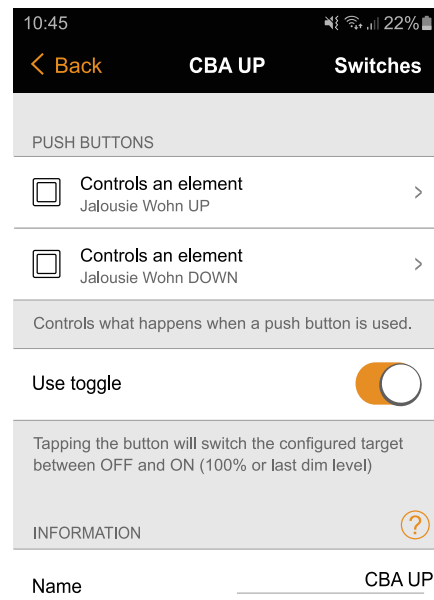 10:45 22%
Back CBA UP Switches
PUSH BUTTONS
Controls an element
Jalousie Wohn UP
Controls an element
Jalousie Wohn DOWN
Controls what happens when a push button is used.
Use toggle
Tapping the button will switch the configured target
between OFF and ON (100% or last dim level)
INFORMATION ?
Name CBA UP